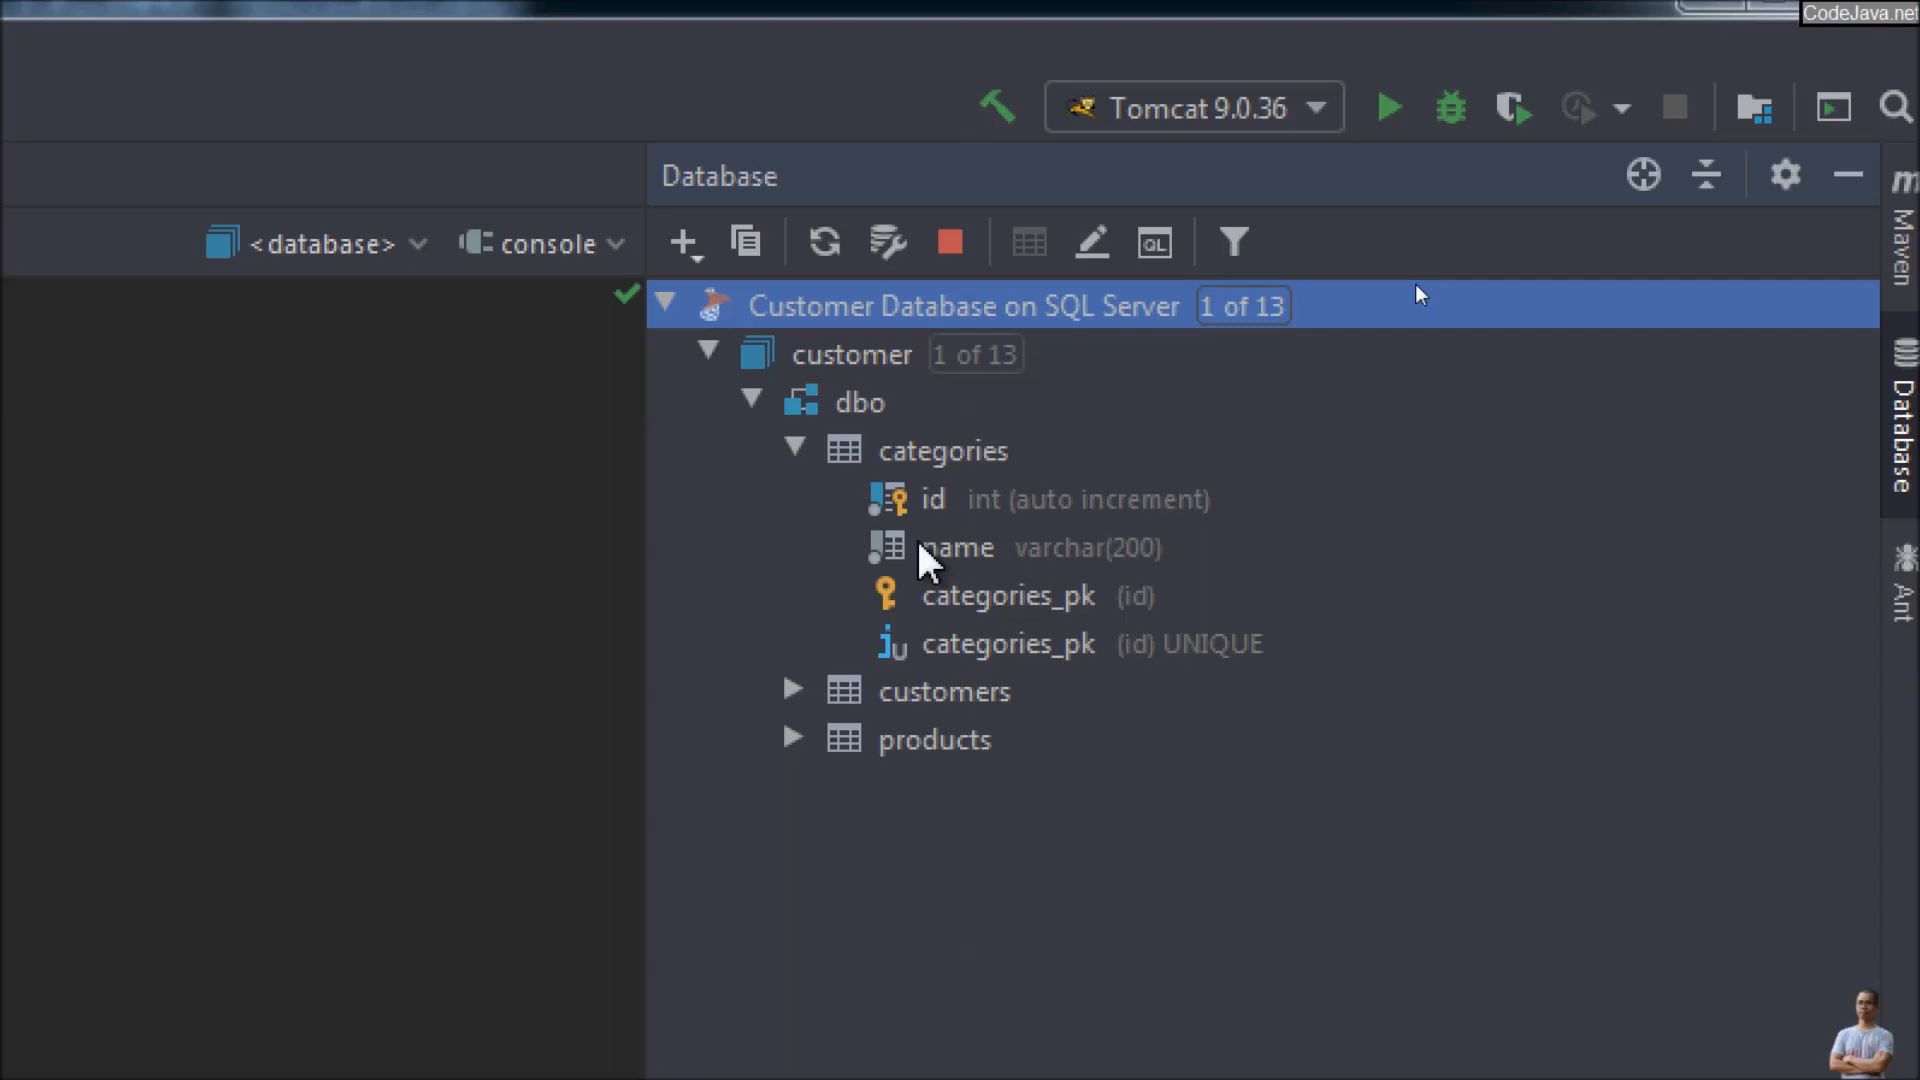 CodeJava.net
Tomcat 9.0.36
Database
<database>
console
QL
Customer Database on SQL Server 1 of 13
customer 1 of 13
dbo
categories
id int (auto increment)
name varchar(200)
categories_pk (id)
categories_pk (id) UNIQUE
customers
products
m
Maven
Database
Ant